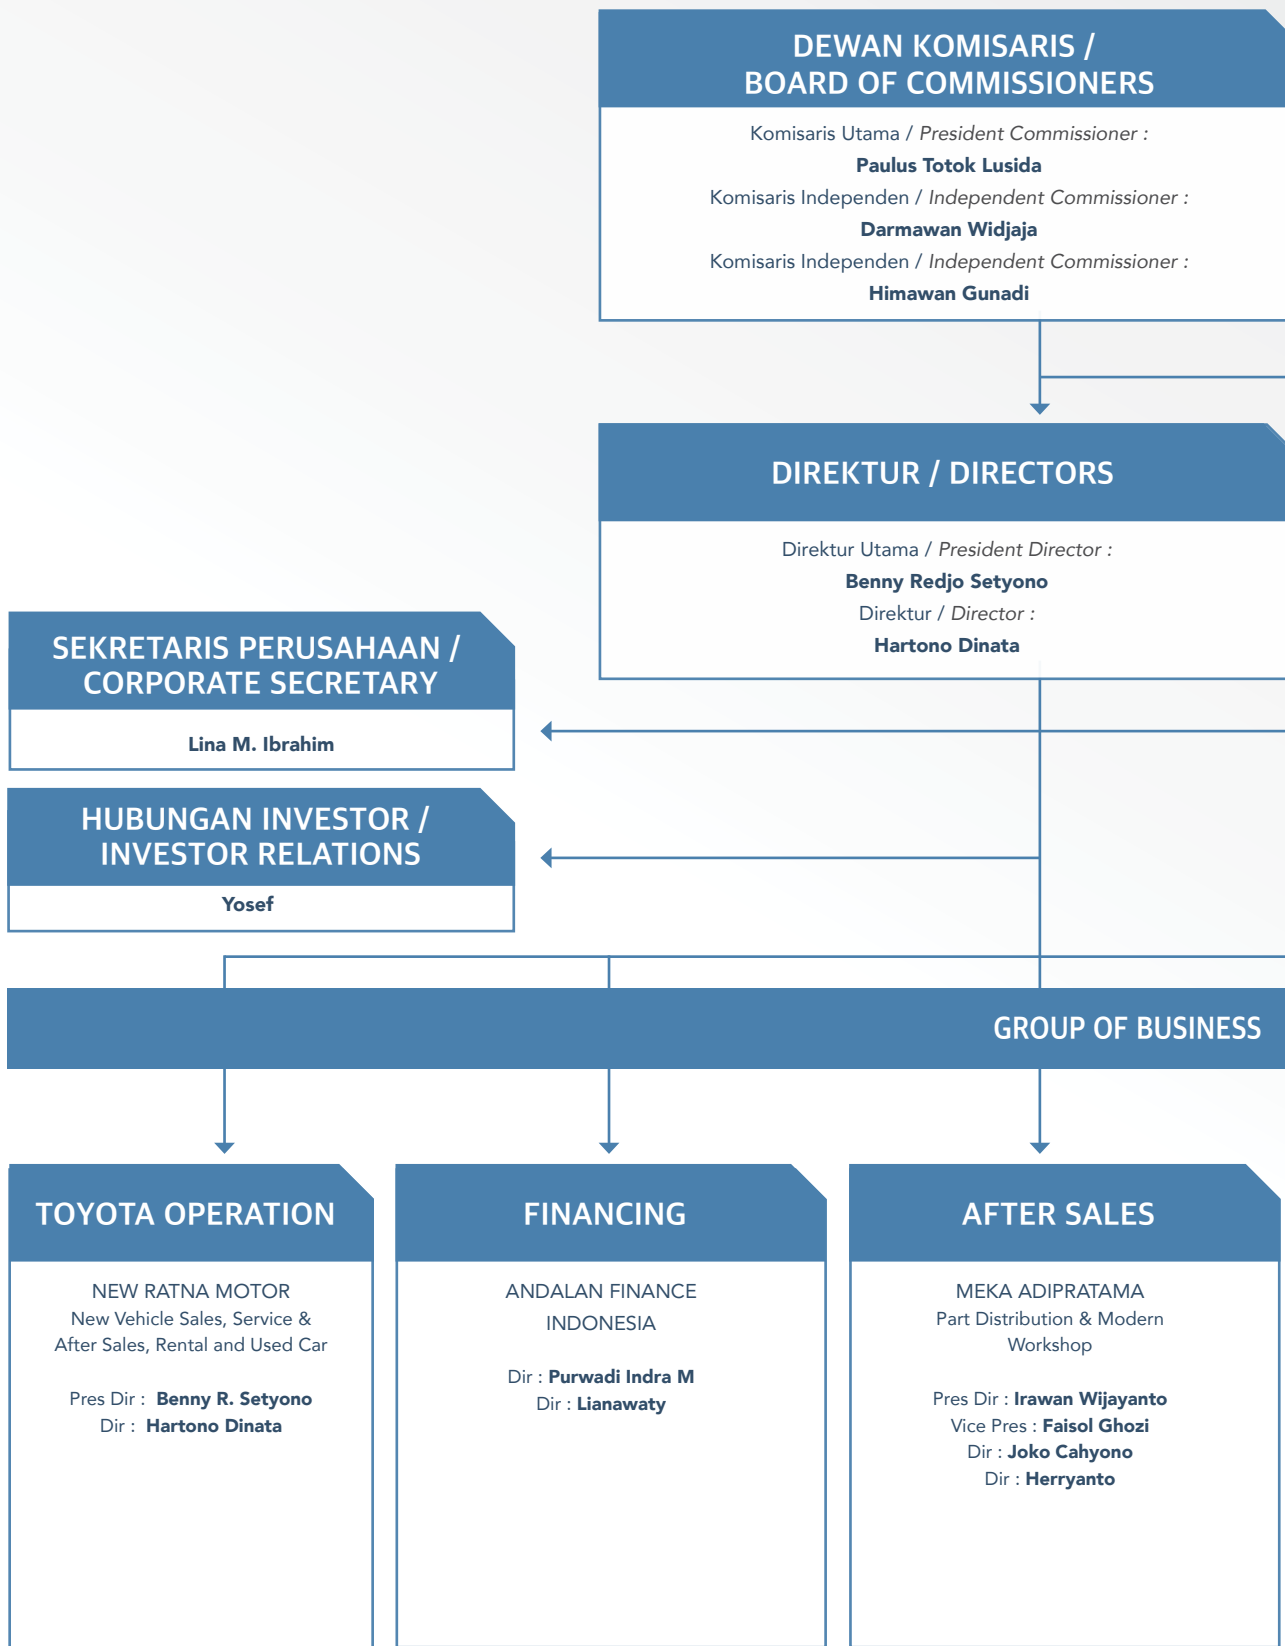 DEWAN KOMISARIS /
BOARD OF COMMISSIONERS
Komisaris Utama / President Commissioner :
Paulus Totok Lusida
Komisaris Independen / Independent Commissioner :
Darmawan Widjaja
Komisaris Independen / Independent Commissioner :
Himawan Gunadi
DIREKTUR / DIRECTORS
Direktur Utama / President Director :
Benny Redjo Setyono
Direktur / Director :
Hartono Dinata
SEKRETARIS PERUSAHAAN /
CORPORATE SECRETARY
Lina M. Ibrahim
HUBUNGAN INVESTOR /
INVESTOR RELATIONS
Yosef
GROUP OF BUSINESS
TOYOTA OPERATION
NEW RATNA MOTOR
New Vehicle Sales, Service &
After Sales, Rental and Used Car
Pres Dir : Benny R. Setyono
Dir : Hartono Dinata
FINANCING
ANDALAN FINANCE
INDONESIA
Dir : Purwadi Indra M
Dir : Lianawaty
AFTER SALES
MEKA ADIPRATAMA
Part Distribution & Modern
Workshop
Pres Dir : Irawan Wijayanto
Vice Pres : Faisol Ghozi
Dir : Joko Cahyono
Dir : Herryanto